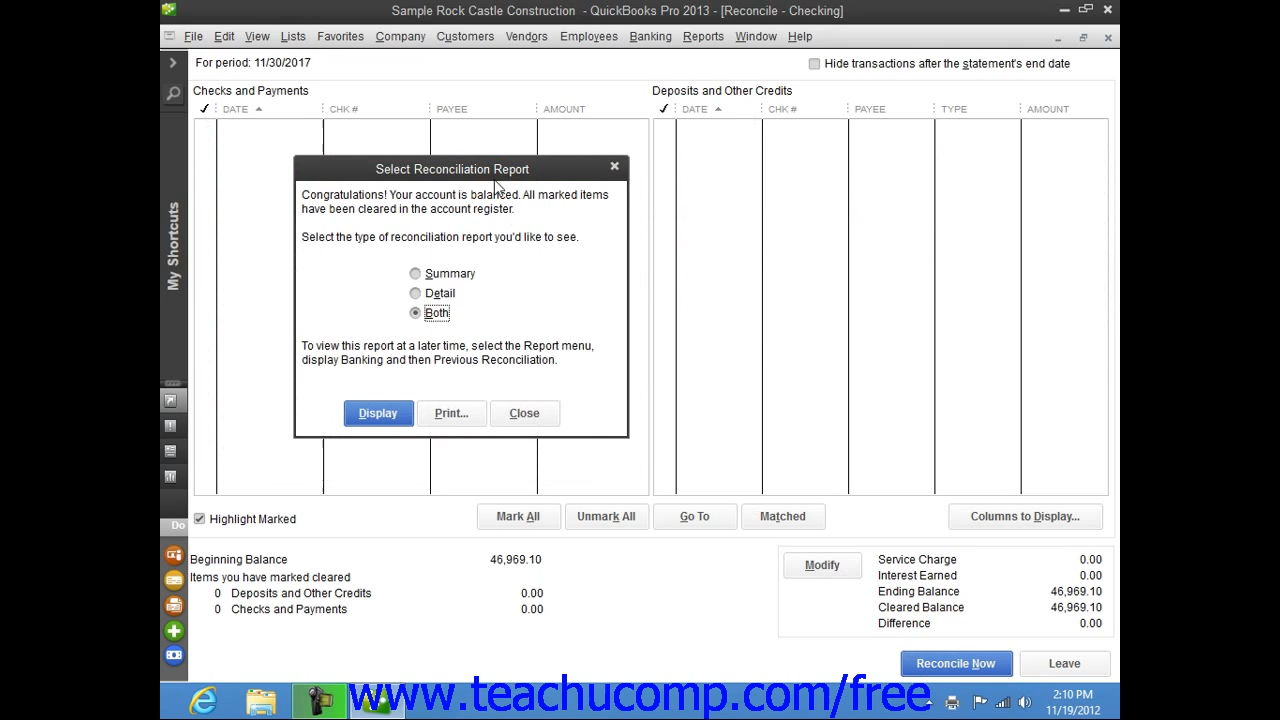 Sample Rock Castle Construction - QuickBooks Pro 2013 - [Reconcile - Checking]
File Edit View Lists Favorites Company Customers Vendors Employees Banking Reports Window Help
For period: 11/30/2017
Hide transactions after the statement's end date
Checks and Payments
Deposits and Other Credits
DATE CHK # PAYEE AMOUNT
DATE CHK # PAYEE TYPE AMOUNT
My Shortcuts
Select Reconciliation Report
Congratulations! Your account is balanced. All marked items
have been cleared in the account register.
Select the type of reconciliation report you'd like to see.
Summary
Detail
Both
To view this report at a later time, select the Report menu,
display Banking and then Previous Reconciliation.
Display Print... Close
Do
Highlight Marked
Mark All Unmark All Go To Matched Columns to Display...
Beginning Balance 46,969.10
Items you have marked cleared
0 Deposits and Other Credits 0.00
0 Checks and Payments 0.00
Modify
Service Charge 0.00
Interest Earned 0.00
Ending Balance 46,969.10
Cleared Balance 46,969.10
Difference 0.00
Reconcile Now Leave
www.teachucomp.com/free
2:10 PM
11/19/2012